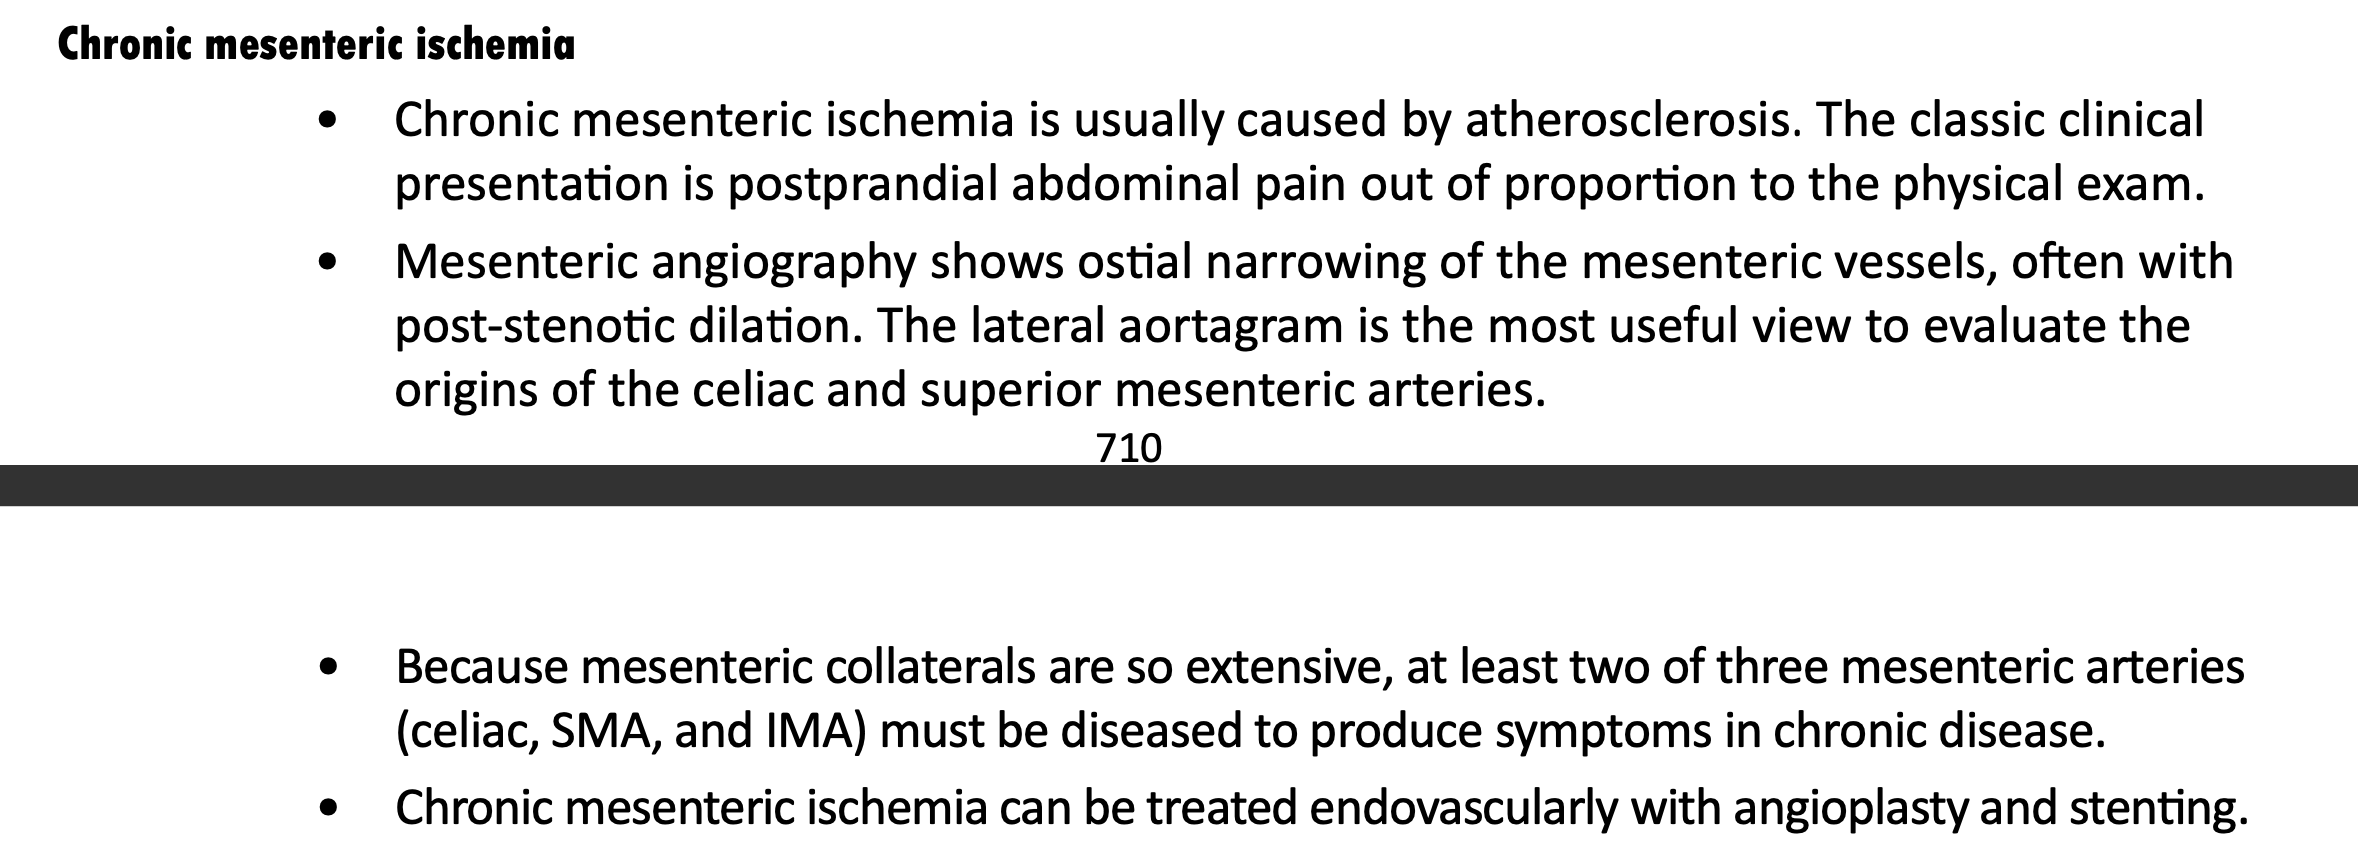 Chronic mesenteric ischemia
• Chronic mesenteric ischemia is usually caused by atherosclerosis. The classic clinical
presentation is postprandial abdominal pain out of proportion to the physical exam.
• Mesenteric angiography shows ostial narrowing of the mesenteric vessels, often with
post-stenotic dilation. The lateral aortagram is the most useful view to evaluate the
origins of the celiac and superior mesenteric arteries.
710
• Because mesenteric collaterals are so extensive, at least two of three mesenteric arteries
(celiac, SMA, and IMA) must be diseased to produce symptoms in chronic disease.
• Chronic mesenteric ischemia can be treated endovascularly with angioplasty and stenting.